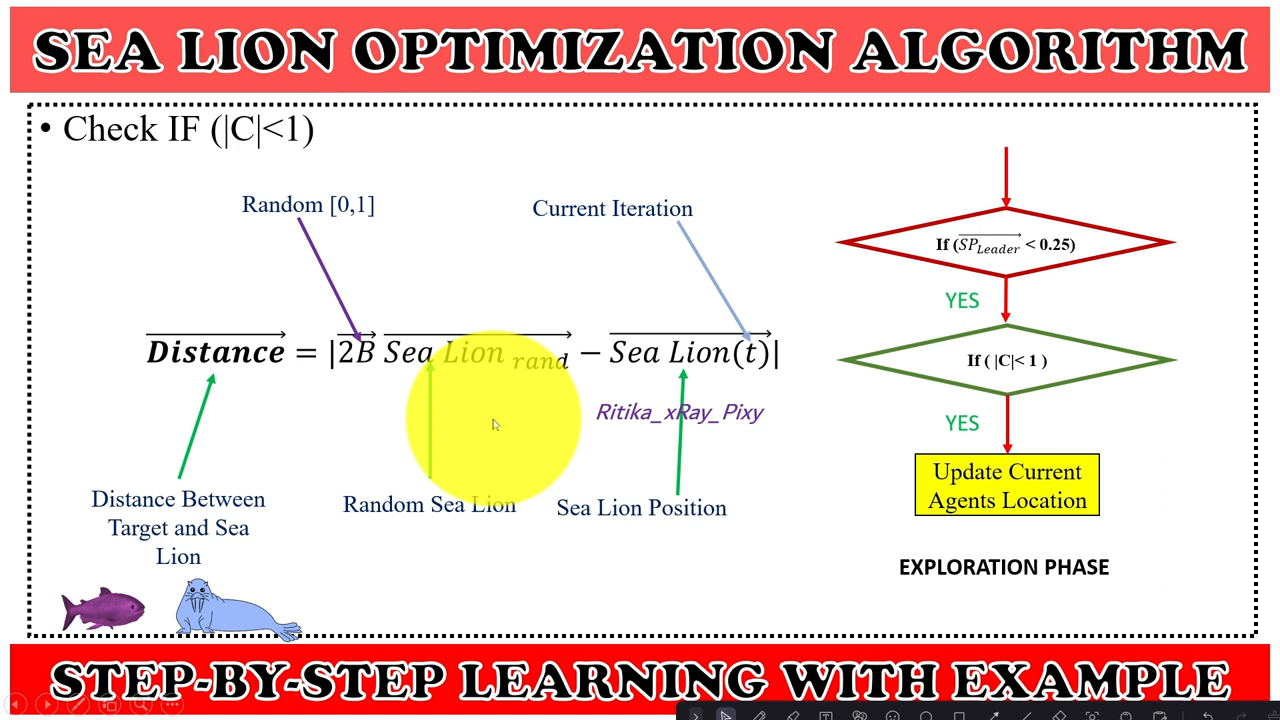 SEA LION OPTIMIZATION ALGORITHM
• Check IF (|C|<1)
Random [0,1]
Current Iteration
Distance = |2B Sea Lion rand − Sea Lion(t)|
Ritika_xRay_Pixy
Distance Between
Target and Sea
Lion
Random Sea Lion
Sea Lion Position
If (SP Leader < 0.25)
YES
If ( |C|< 1 )
YES
Update Current
Agents Location
EXPLORATION PHASE
STEP-BY-STEP LEARNING WITH EXAMPLE